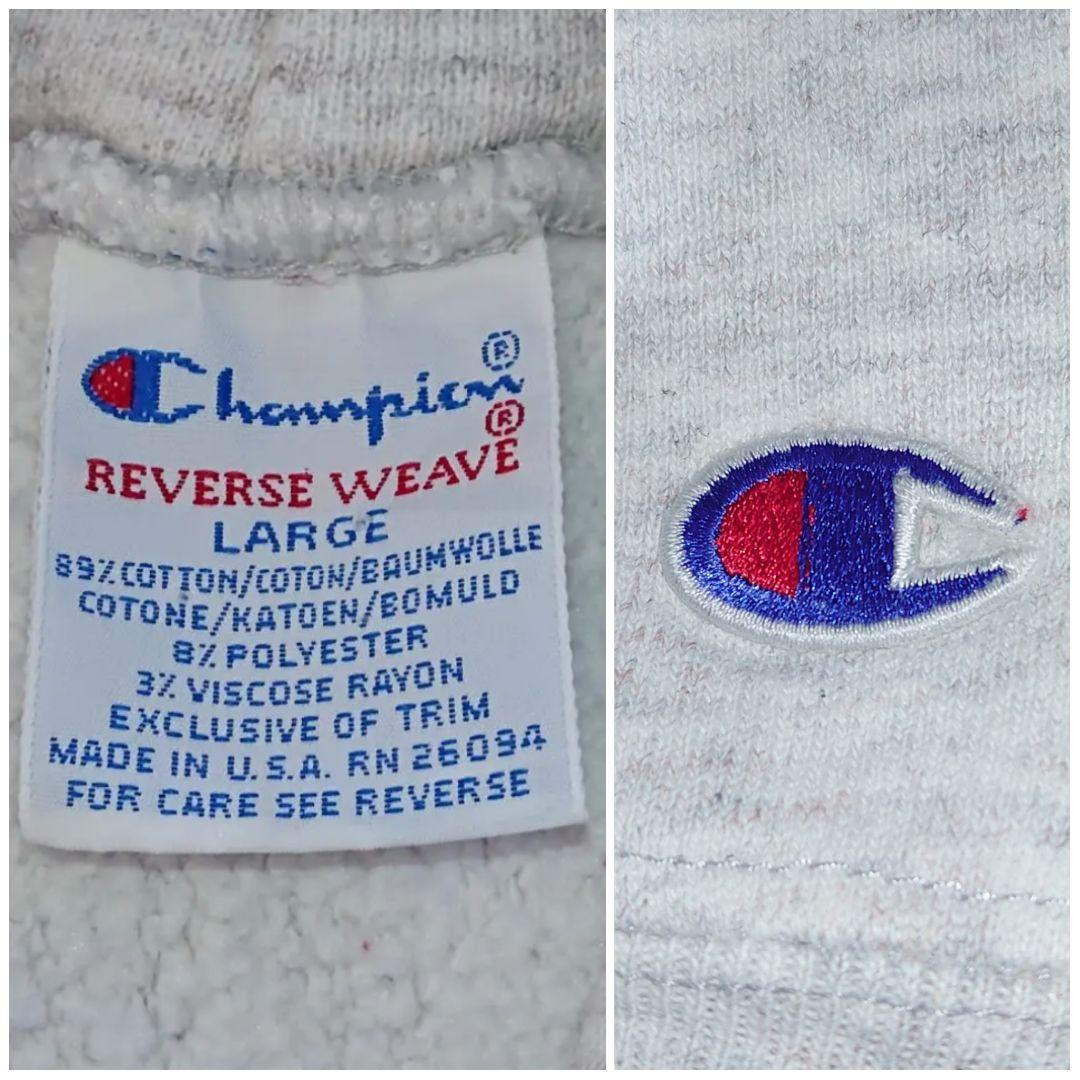 Champion®
REVERSE WEAVE®
LARGE
89% COTTON/COTON/BAUMWOLLE
COTONE/KATOEN/BOMULD
8% POLYESTER
3% VISCOSE RAYON
EXCLUSIVE OF TRIM
MADE IN U.S.A. RN 26094
FOR CARE SEE REVERSE